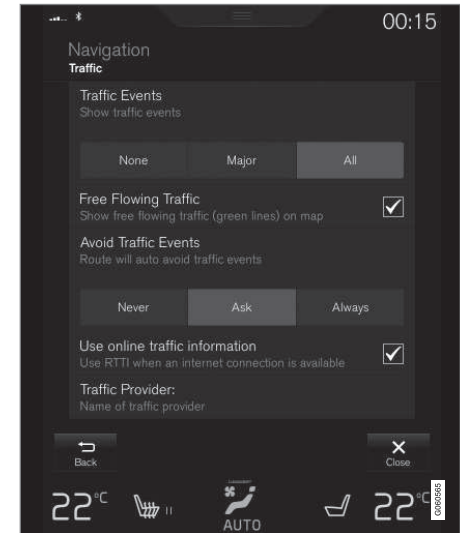 00:15
Navigation
Traffic
Traffic Events
Show traffic events
None Major All
Free Flowing Traffic
Show free flowing traffic (green lines) on map
Avoid Traffic Events
Route will auto avoid traffic events
Never Ask Always
Use online traffic
information
Use RTTI when an internet connection is available
Traffic Provider:
Name of traffic provider
Back Close
22°C AUTO 22°C
G060565